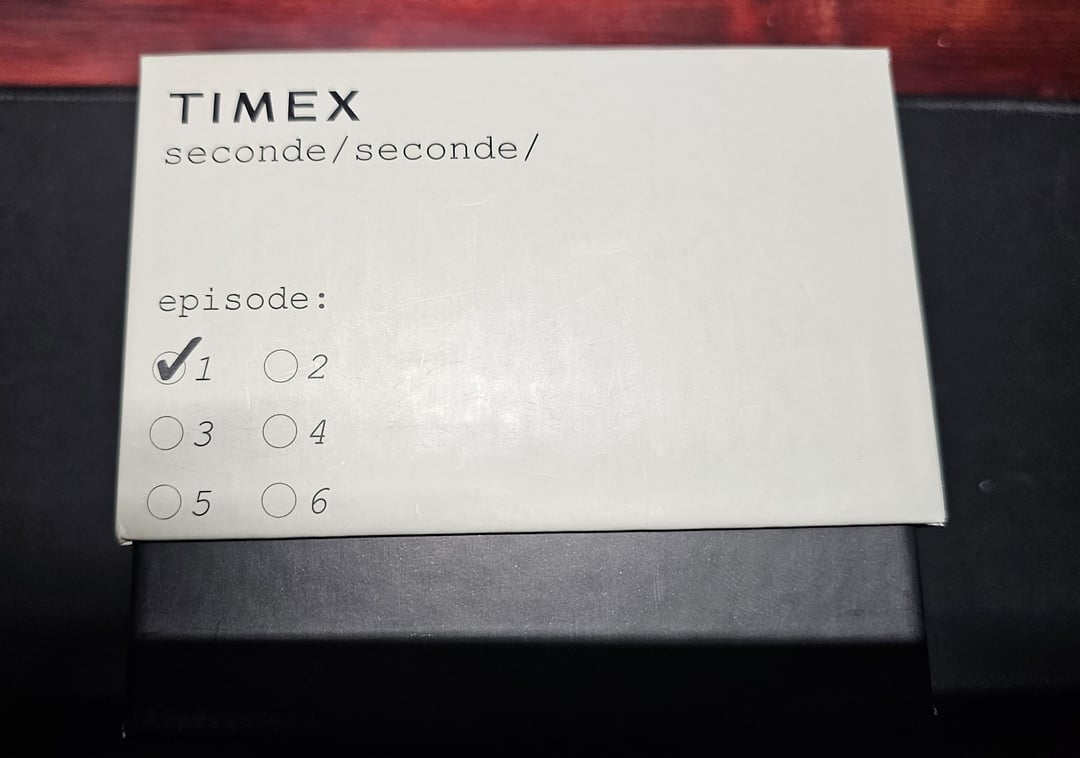 TIMEX
seconde/seconde/
episode:
✔1 ○2
○3 ○4
○5 ○6